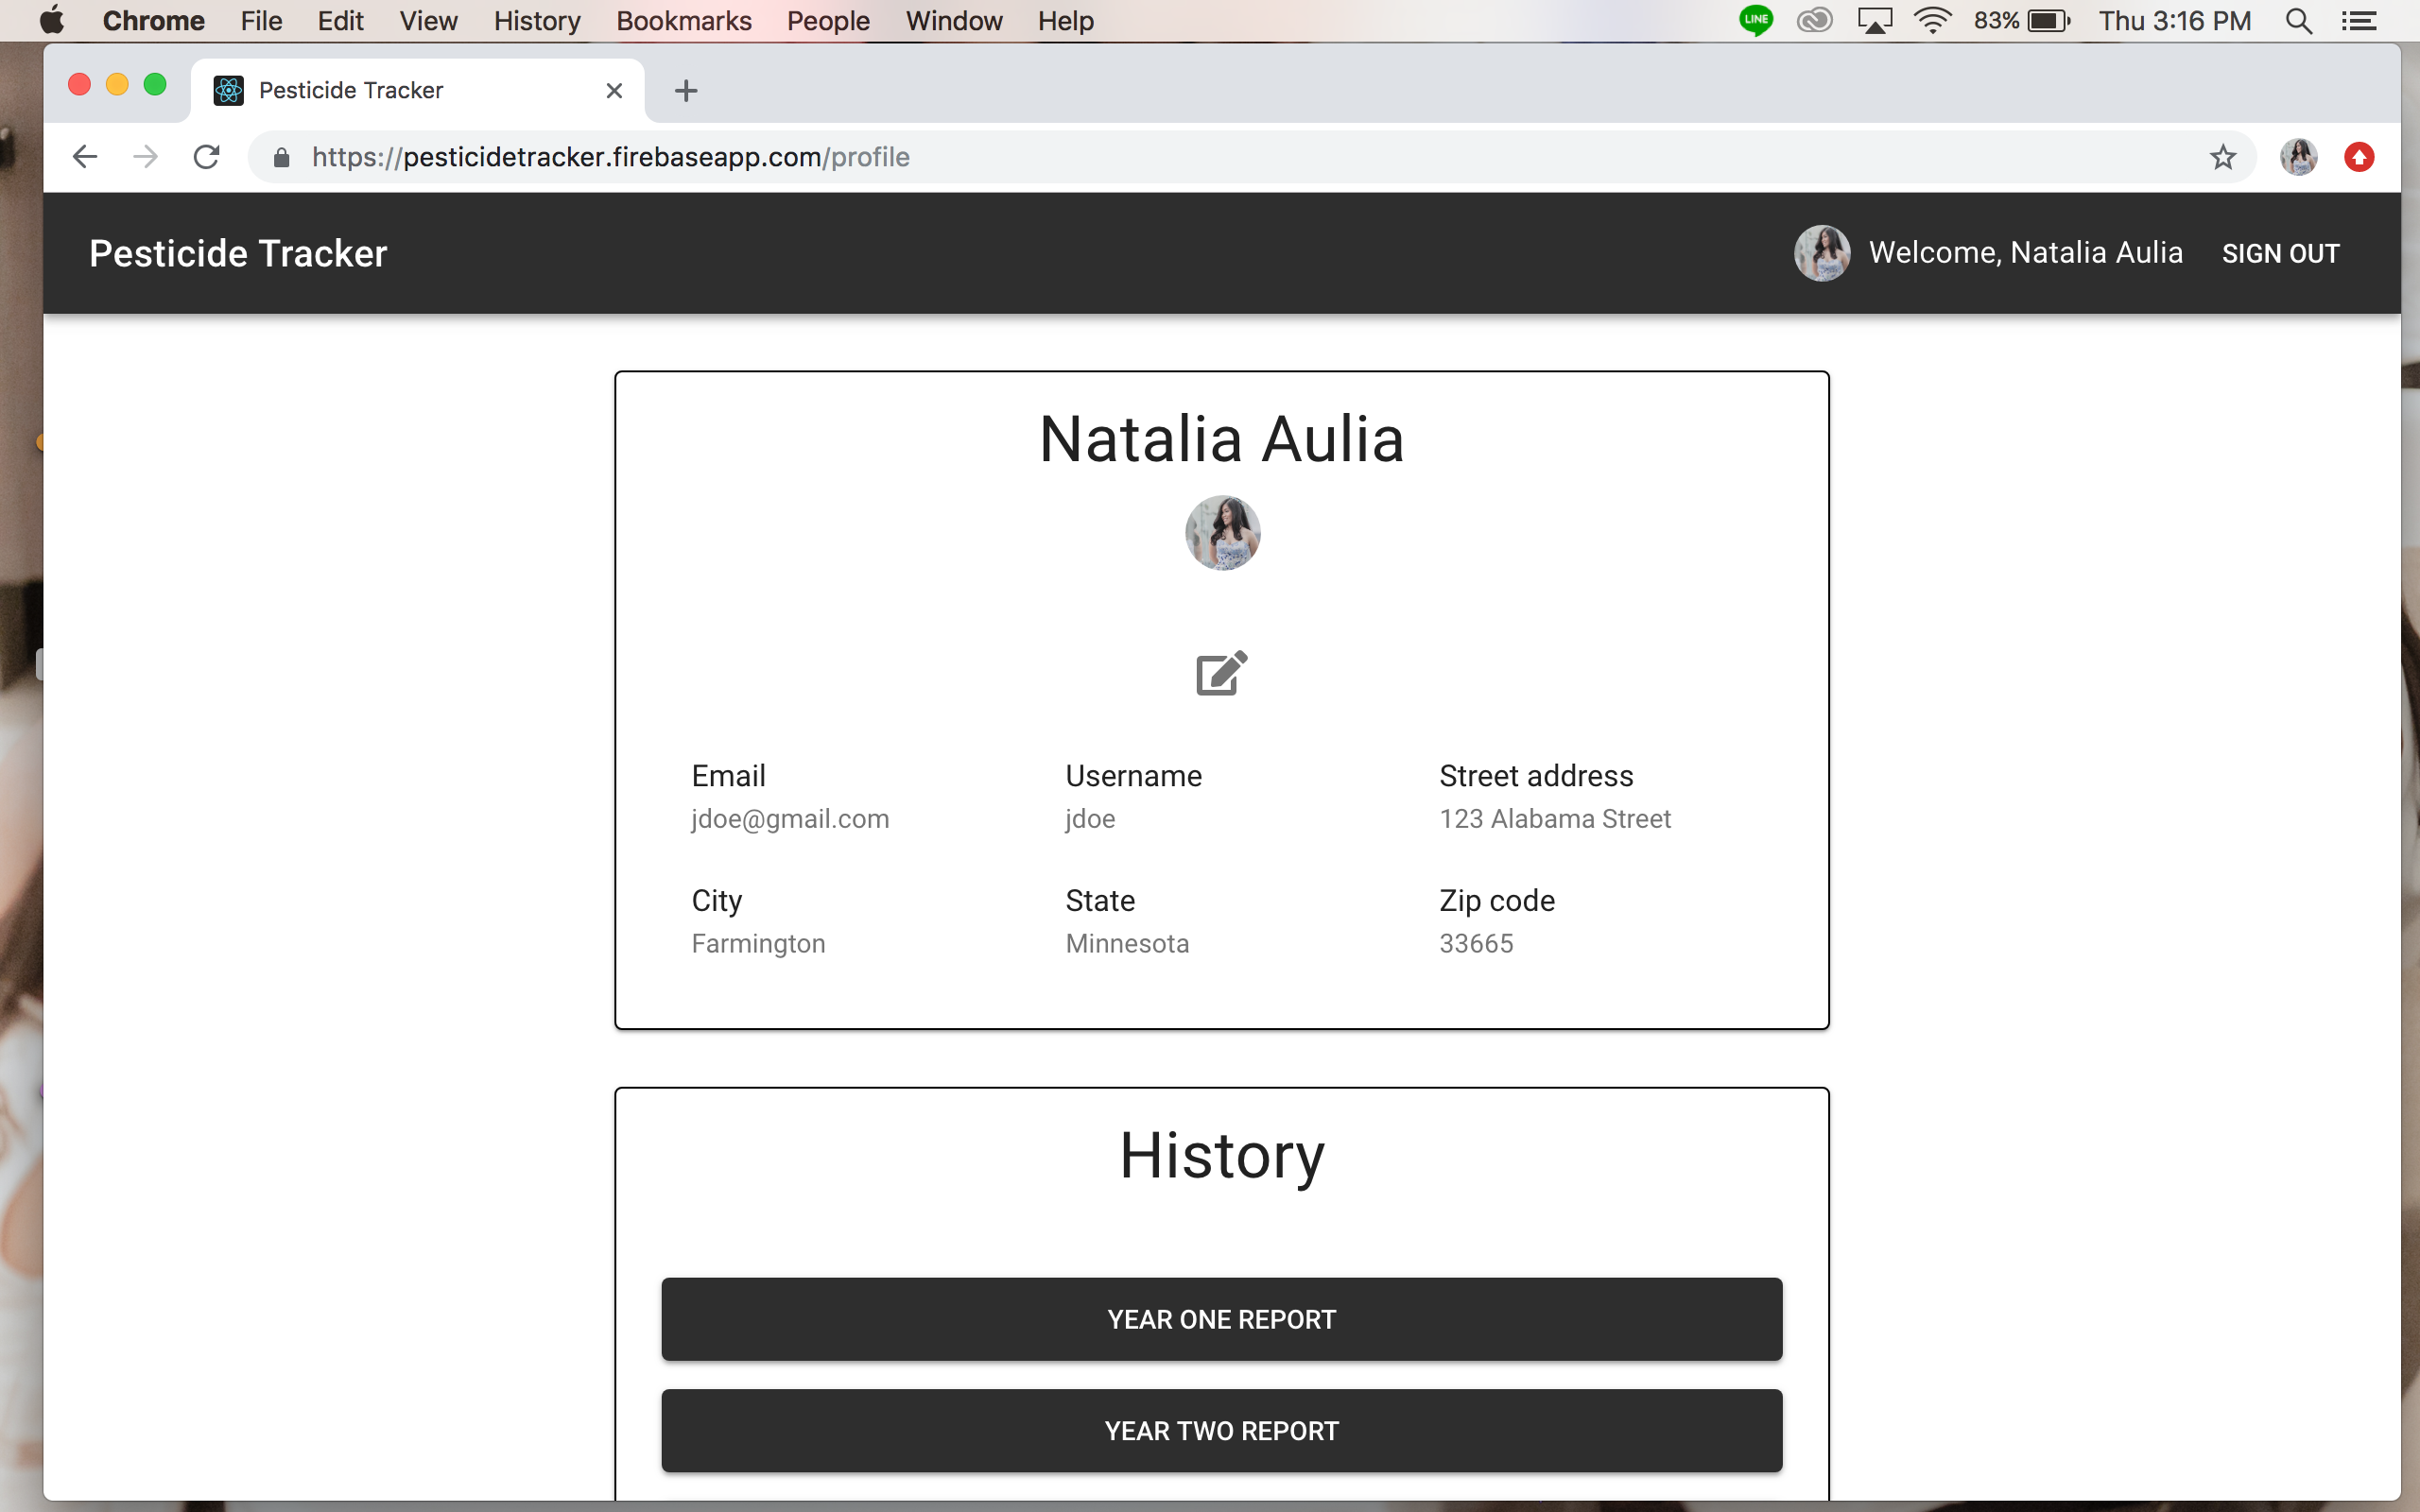 Chrome File Edit View History Bookmarks People Window Help LINE 83% Thu 3:16 PM
Pesticide Tracker
https://pesticidetracker.firebaseapp.com/profile
Pesticide Tracker Welcome, Natalia Aulia SIGN OUT
Natalia Aulia
Email Username Street address
jdoe@gmail.com jdoe 123 Alabama Street
City State Zip code
Farmington Minnesota 33665
History
YEAR ONE REPORT
YEAR TWO REPORT